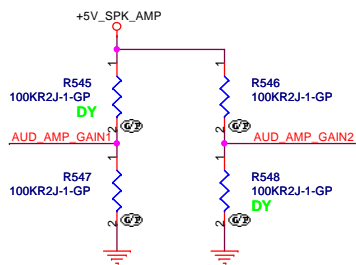 +5V_SPK_AMP
1
1
R545
100KR2J-1-GP
DY
R546
100KR2J-1-GP
2
G/P
2
G/P
AUD_AMP_GAIN1
AUD_AMP_GAIN2
1
1
R547
100KR2J-1-GP
R548
100KR2J-1-GP
DY
2
G/P
2
G/P